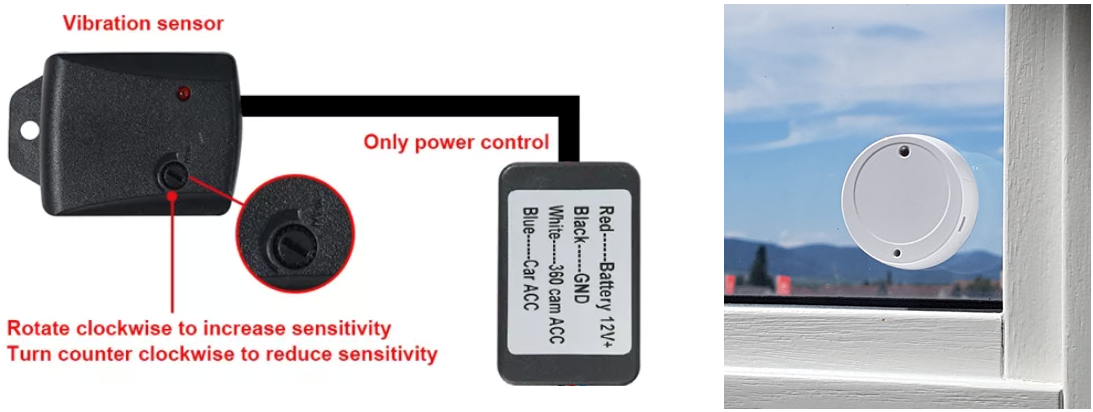 Vibration sensor
Only power control
Red------Battery 12V+
Black------GND
White-----360 cam ACC
Blue-----Car ACC
Rotate clockwise to increase sensitivity
Turn counter clockwise to reduce sensitivity